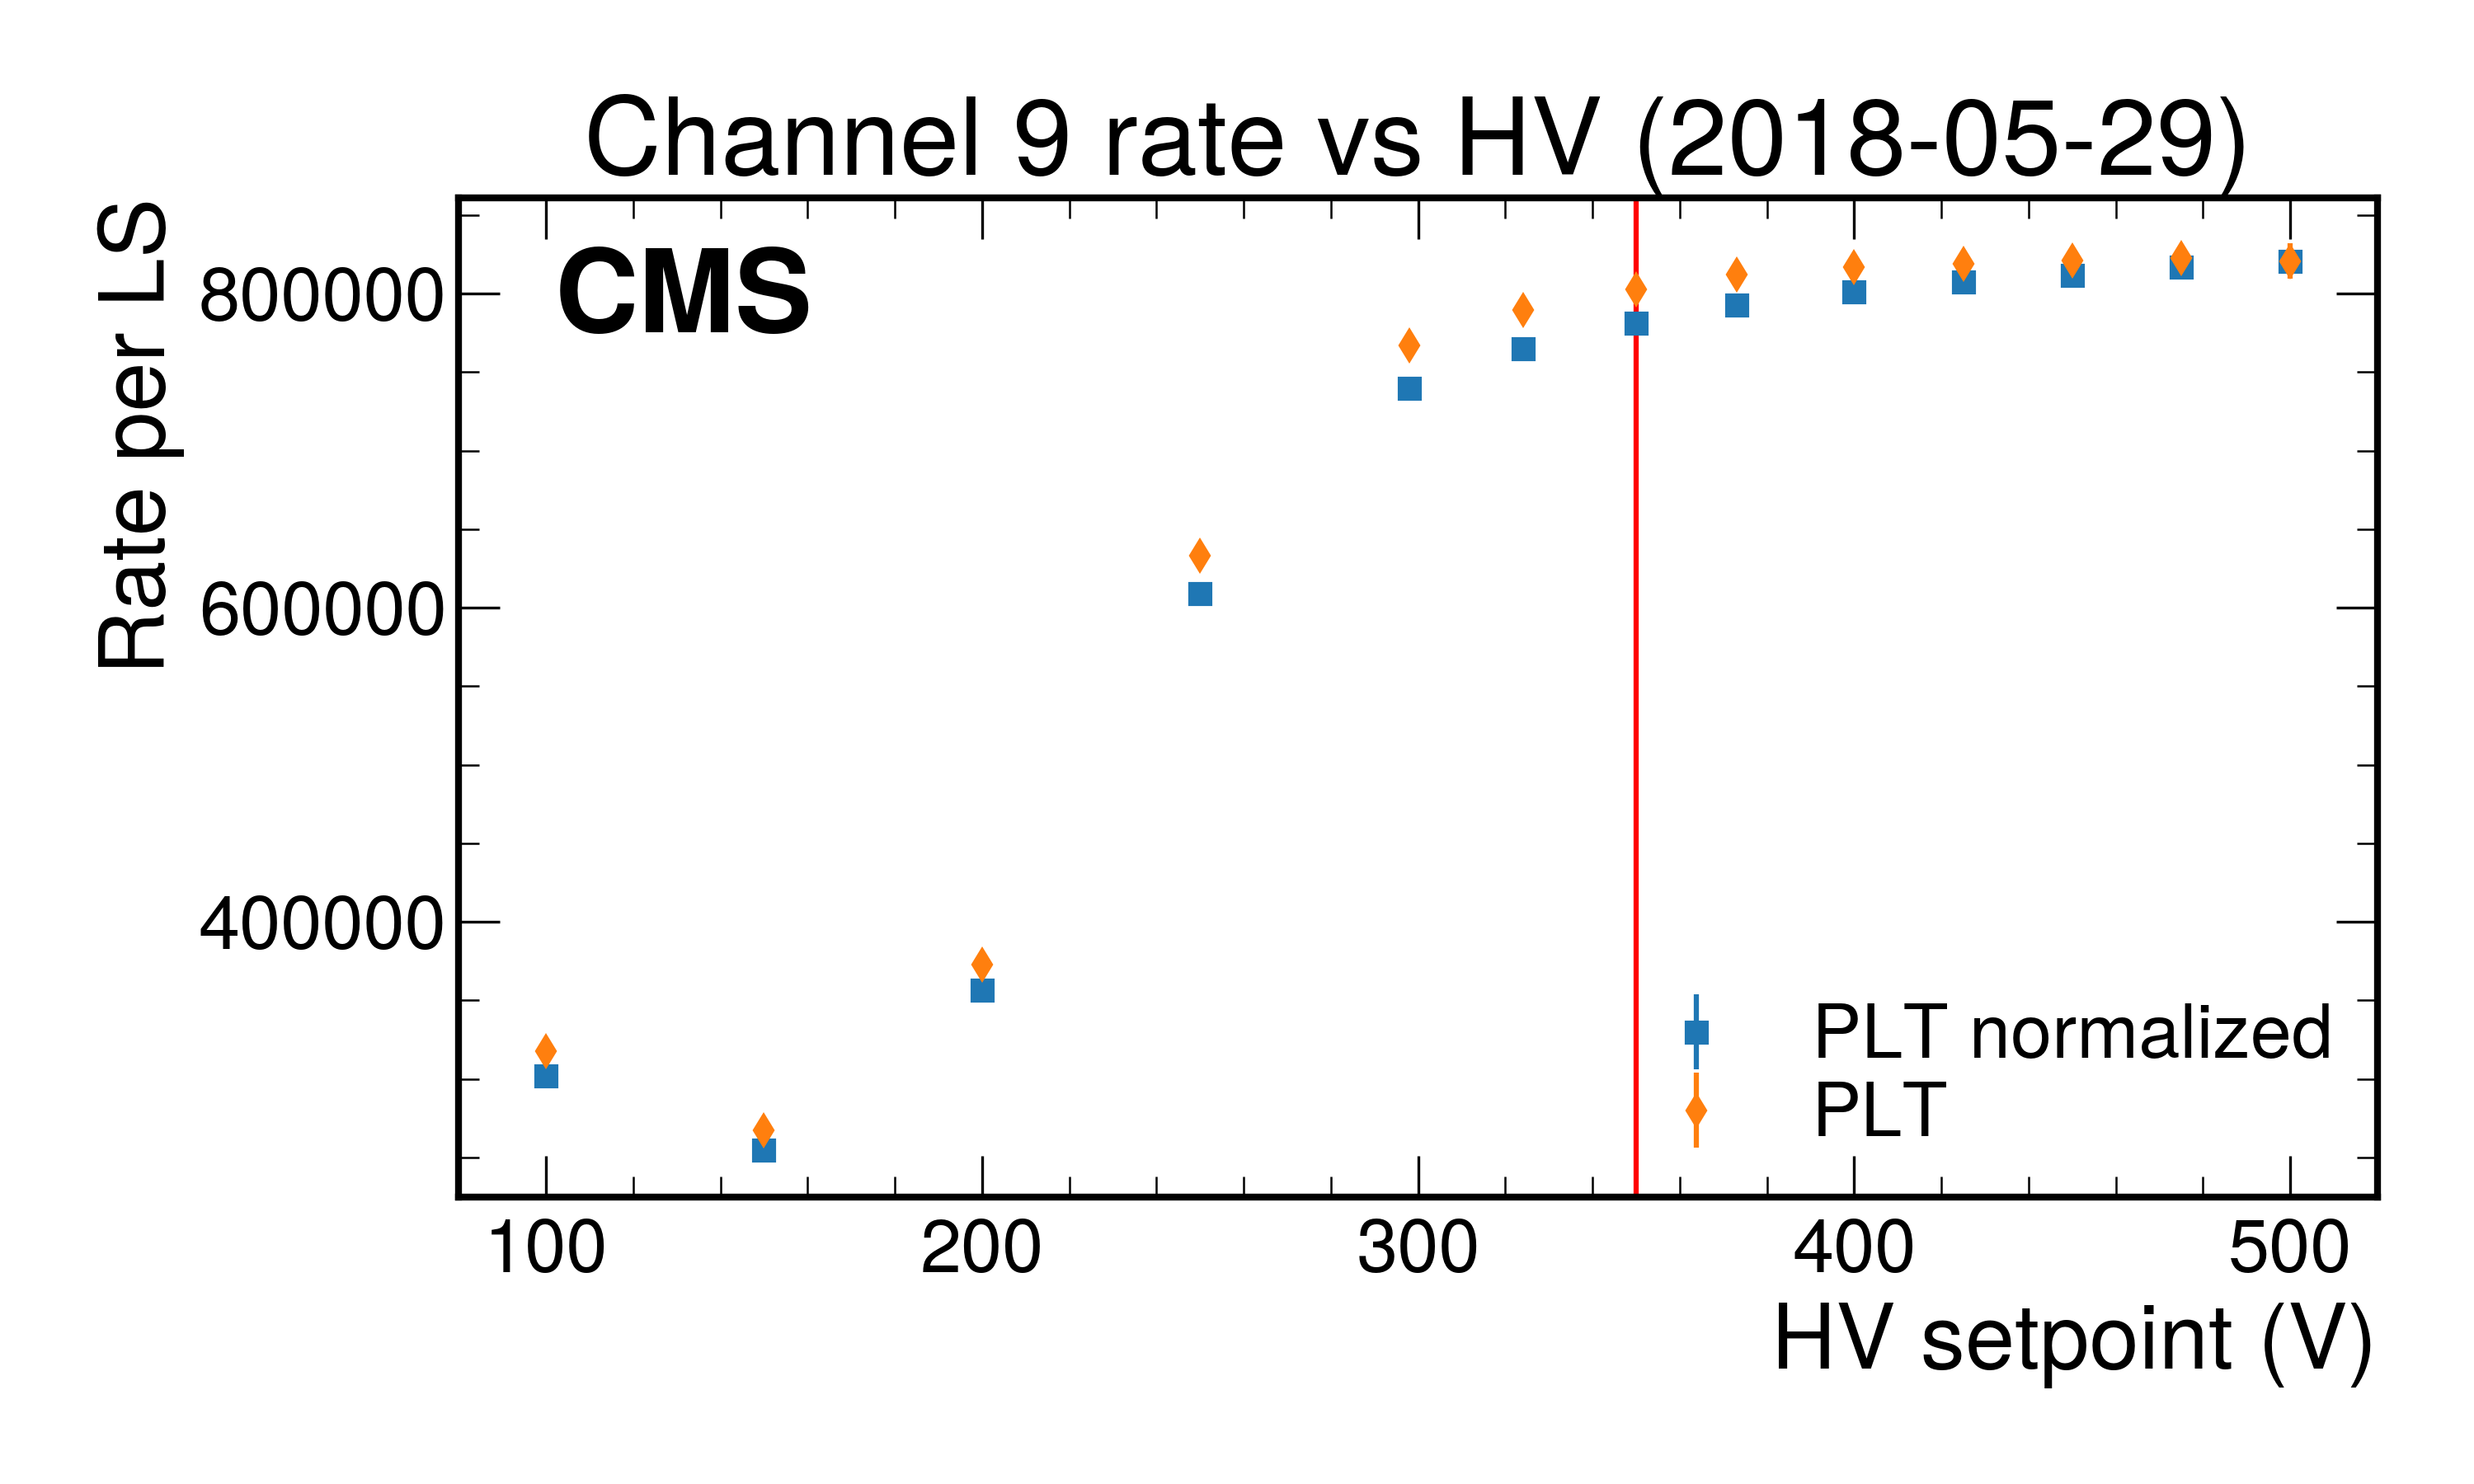 Channel 9 rate vs HV (2018-05-29)
CMS
Rate per LS
800000
600000
400000
PLT normalized
PLT
100 200 300 400 500
HV setpoint (V)